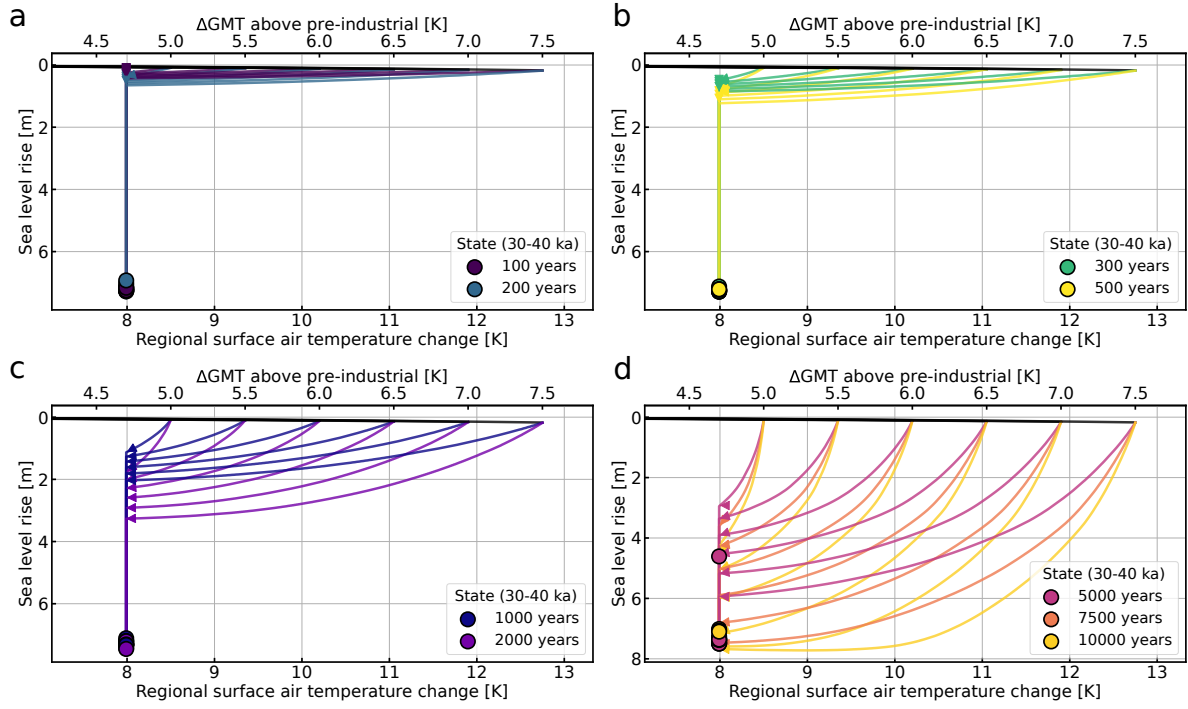 a
ΔGMT above pre-industrial [K]
4.5 5.0 5.5 6.0 6.5 7.0 7.5
Sea level rise [m]
0
2
4
6
State (30-40 ka)
100 years
200 years
8 9 10 11 12 13
Regional surface air temperature change [K]
b
ΔGMT above pre-industrial [K]
4.5 5.0 5.5 6.0 6.5 7.0 7.5
Sea level rise [m]
0
2
4
6
State (30-40 ka)
300 years
500 years
8 9 10 11 12 13
Regional surface air temperature change [K]
c
ΔGMT above pre-industrial [K]
4.5 5.0 5.5 6.0 6.5 7.0 7.5
Sea level rise [m]
0
2
4
6
State (30-40 ka)
1000 years
2000 years
8 9 10 11 12 13
Regional surface air temperature change [K]
d
ΔGMT above pre-industrial [K]
4.5 5.0 5.5 6.0 6.5 7.0 7.5
Sea level rise [m]
0
2
4
6
8
State (30-40 ka)
5000 years
7500 years
10000 years
8 9 10 11 12 13
Regional surface air temperature change [K]